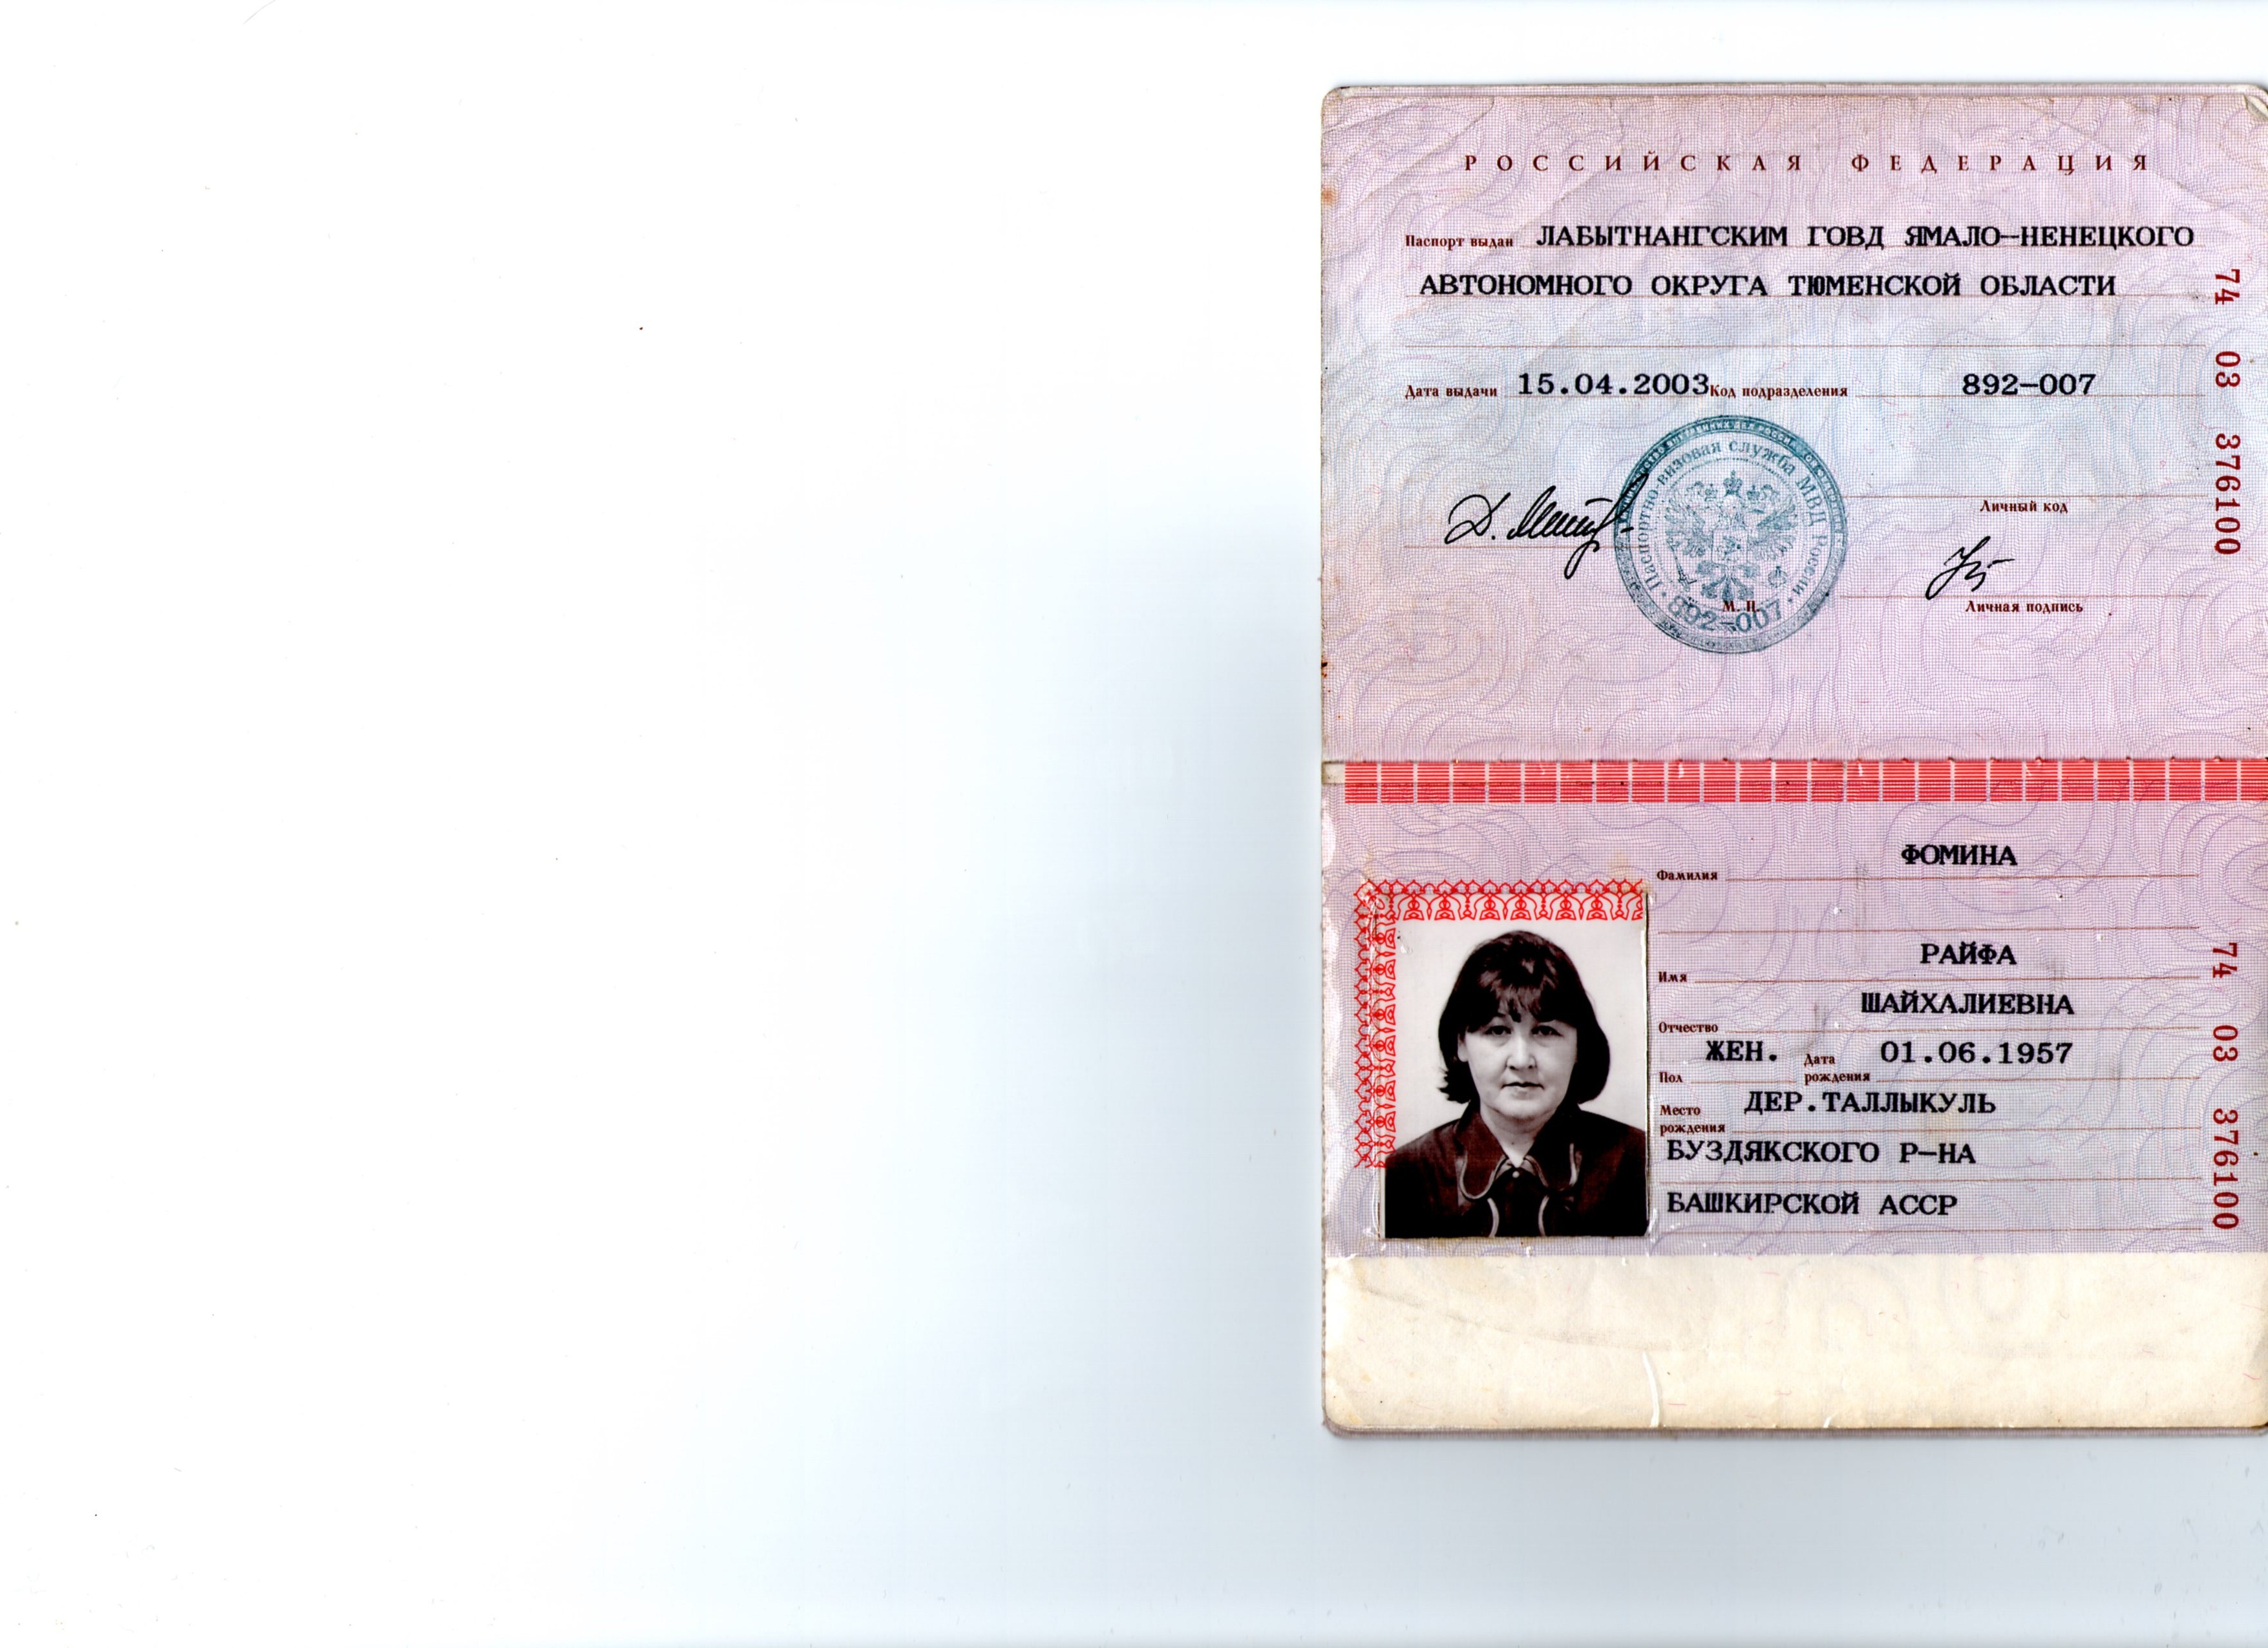 РОССИЙСКАЯ ФЕДЕРАЦИЯ
Паспорт выдан ЛАБЫТНАНГСКИМ ГОВД ЯМАЛО-НЕНЕЦКОГО
АВТОНОМНОГО ОКРУГА ТЮМЕНСКОЙ ОБЛАСТИ
Дата выдачи 15.04.2003 Код подразделения 892-007
Паспортно-визовая служба МВД России
892-007
Личный код
М. П.
Личная подпись
74 03 376100
ФОМИНА
Фамилия
РАЙФА
Имя
ШАЙХАЛИЕВНА
Отчество
ЖЕН. Дата рождения 01.06.1957
Пол
Место рождения ДЕР.ТАЛЛЫКУЛЬ
БУЗДЯКСКОГО Р-НА
БАШКИРСКОЙ АССР
74 03 376100